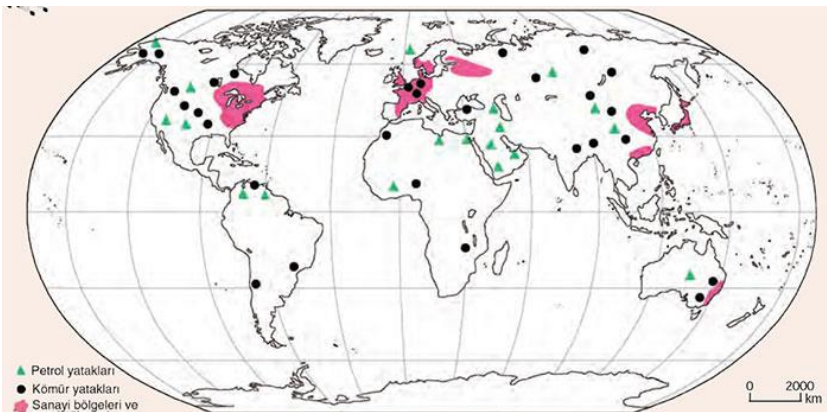 Petrol yatakları
Kömür yatakları
Sanayi bölgeleri ve
0 2000
km